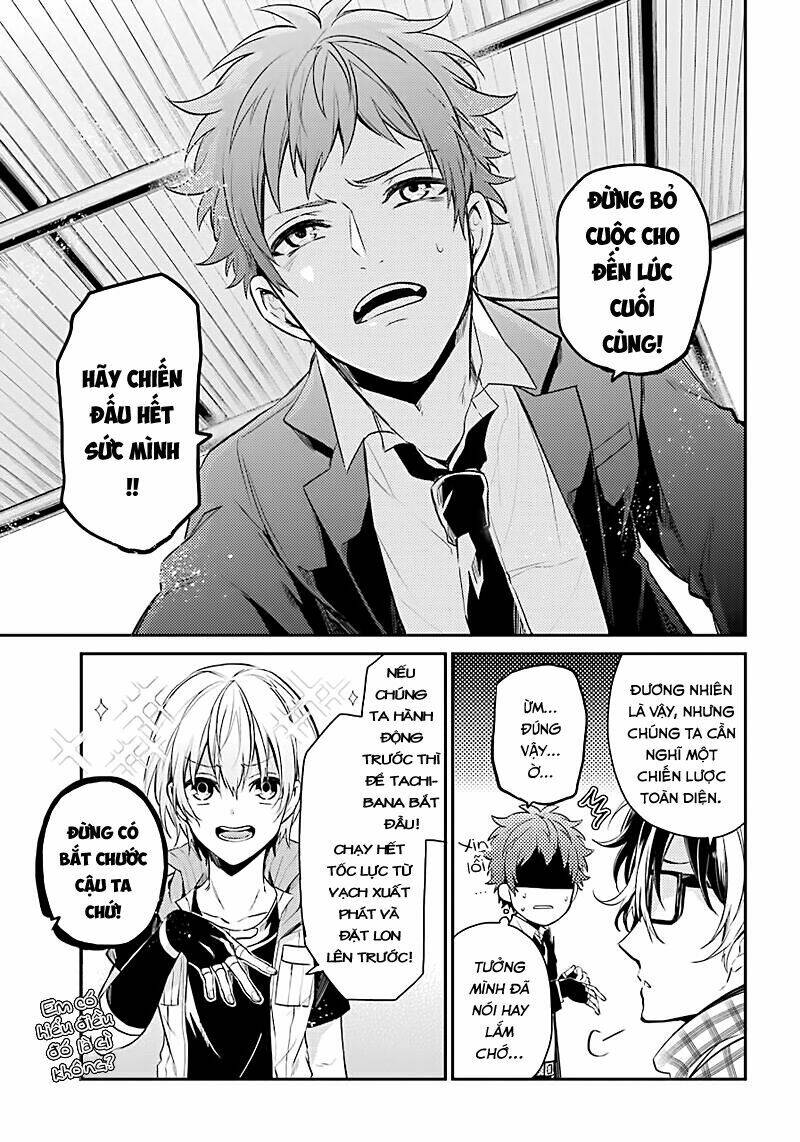 ĐỪNG BỎ
CUỘC CHO
ĐẾN LÚC
CUỐI
CÙNG!
HÃY CHIẾN
ĐẤU HẾT
SỨC MÌNH
!!
ĐƯƠNG NHIÊN
LÀ VẬY, NHƯNG
CHÚNG TA CẦN
NGHĨ MỘT
CHIẾN LƯỢC
TOÀN DIỆN.
ỪM...
ĐÚNG
VẬY...
Ờ...
Xin
lỗi
TƯỞNG
MÌNH ĐÃ
NÓI HAY
LẮM
CHỚ...
NẾU
CHÚNG
TA HÀNH
ĐỘNG
TRƯỚC THÌ
ĐỂ TACHI-
BANA BẮT
ĐẦU!
CHẠY HẾT
TỐC LỰC TỪ
VẠCH XUẤT
PHÁT VÀ
ĐẶT LON
LÊN TRƯỚC!
ĐỪNG CÓ
BẮT CHƯỚC
CẬU TA
CHỨ!
Em có
hiểu điều
đó là gì
không?